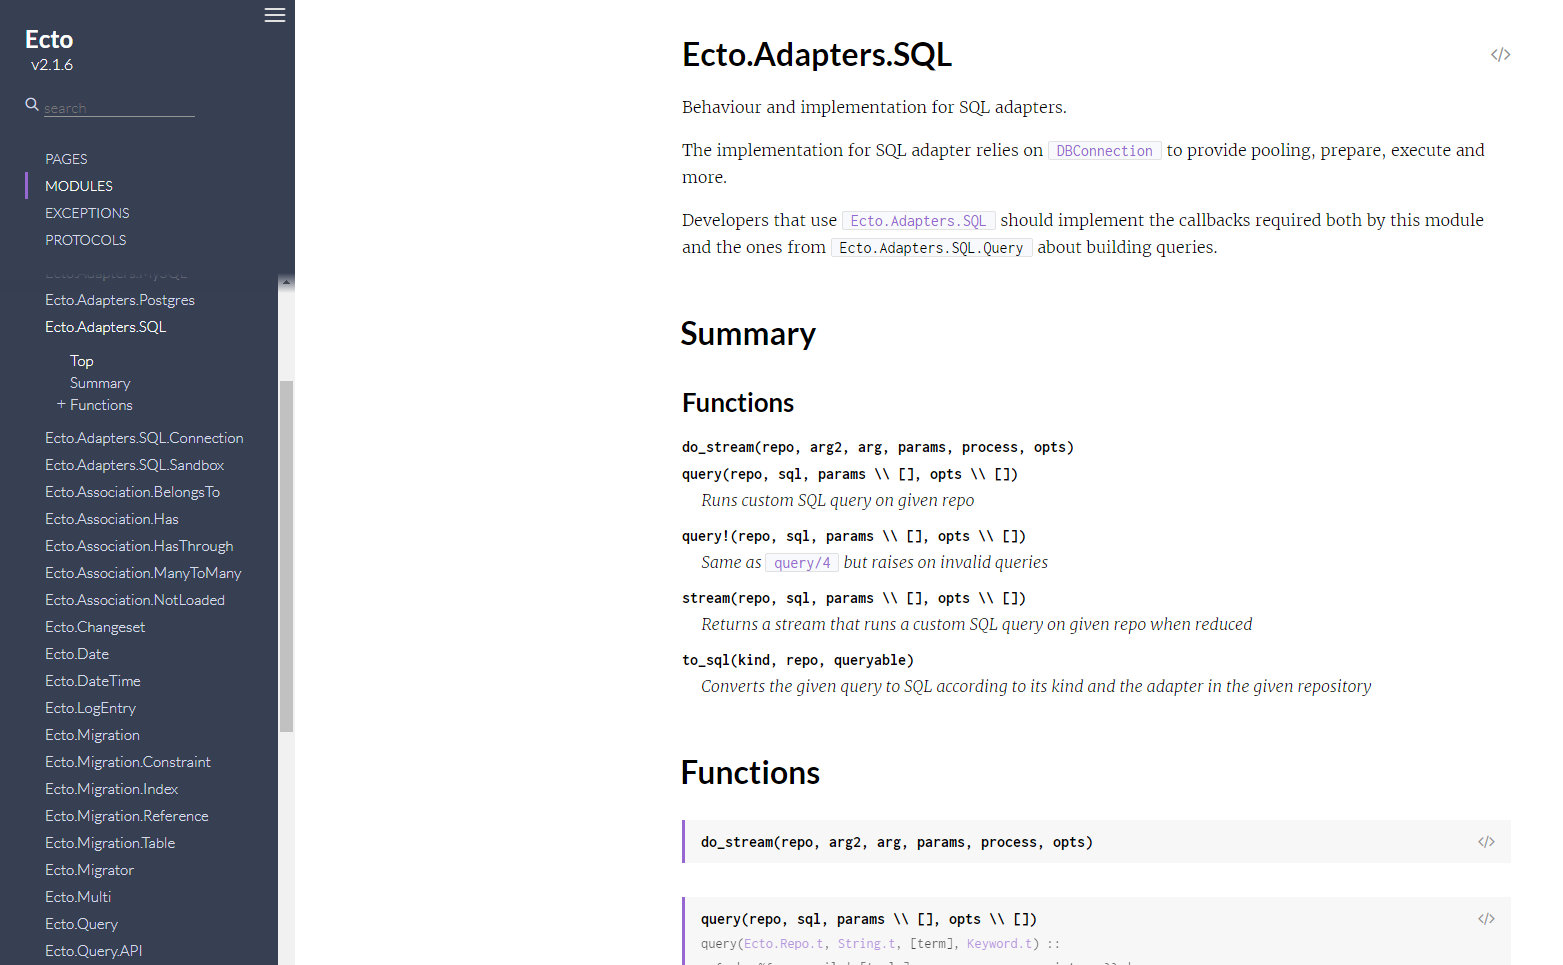 Ecto
v2.1.6
search
PAGES
MODULES
EXCEPTIONS
PROTOCOLS
Ecto.Adapters.MySQL
Ecto.Adapters.Postgres
Ecto.Adapters.SQL
Top
Summary
+ Functions
Ecto.Adapters.SQL.Connection
Ecto.Adapters.SQL.Sandbox
Ecto.Association.BelongsTo
Ecto.Association.Has
Ecto.Association.HasThrough
Ecto.Association.ManyToMany
Ecto.Association.NotLoaded
Ecto.Changeset
Ecto.Date
Ecto.DateTime
Ecto.LogEntry
Ecto.Migration
Ecto.Migration.Constraint
Ecto.Migration.Index
Ecto.Migration.Reference
Ecto.Migration.Table
Ecto.Migrator
Ecto.Multi
Ecto.Query
Ecto.Query.API
Ecto.Adapters.SQL
</>
Behaviour and implementation for SQL adapters.
The implementation for SQL adapter relies on DBConnection to provide pooling, prepare, execute and
more.
Developers that use Ecto.Adapters.SQL should implement the callbacks required both by this module
and the ones from Ecto.Adapters.SQL.Query about building queries.
Summary
Functions
do_stream(repo, arg2, arg, params, process, opts)
query(repo, sql, params \\ [], opts \\ [])
Runs custom SQL query on given repo
query!(repo, sql, params \\ [], opts \\ [])
Same as query/4 but raises on invalid queries
stream(repo, sql, params \\ [], opts \\ [])
Returns a stream that runs a custom SQL query on given repo when reduced
to_sql(kind, repo, queryable)
Converts the given query to SQL according to its kind and the adapter in the given repository
Functions
do_stream(repo, arg2, arg, params, process, opts)
</>
query(repo, sql, params \\ [], opts \\ [])
</>
query(Ecto.Repo.t, String.t, [term], Keyword.t) ::